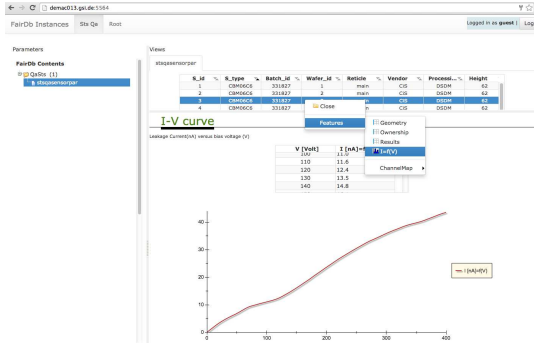 demac013.gsi.de:5564
FairDb Instances Sts Qa Root Logged in as guest | Log
Parameters Views
FairDb Contents
QaSts [1]
stsqasensorpar
stsqasensorpar
S_id S_type Batch_id Wafer_id Reticle Vendor Processi... Height
1 CBM06C6 331827 1 main CiS DSDM 62
2 CBM06C6 331827 2 main CiS DSDM 62
3 CBM06C6 331827 CiS DSDM 62
4 CBM06C6 331827 CiS DSDM 62
Close
Features
Geometry
Ownership
Results
I=f(V)
ChannelMap
I-V curve
Leakage Current(nA) versus bias voltage (V)
V [Volt] I [nA]=f
100 11.0
110 11.6
120 12.4
130 13.5
140 14.8
40
30
20
10
0
0 100 200 300 400
I [nA]=f(V)